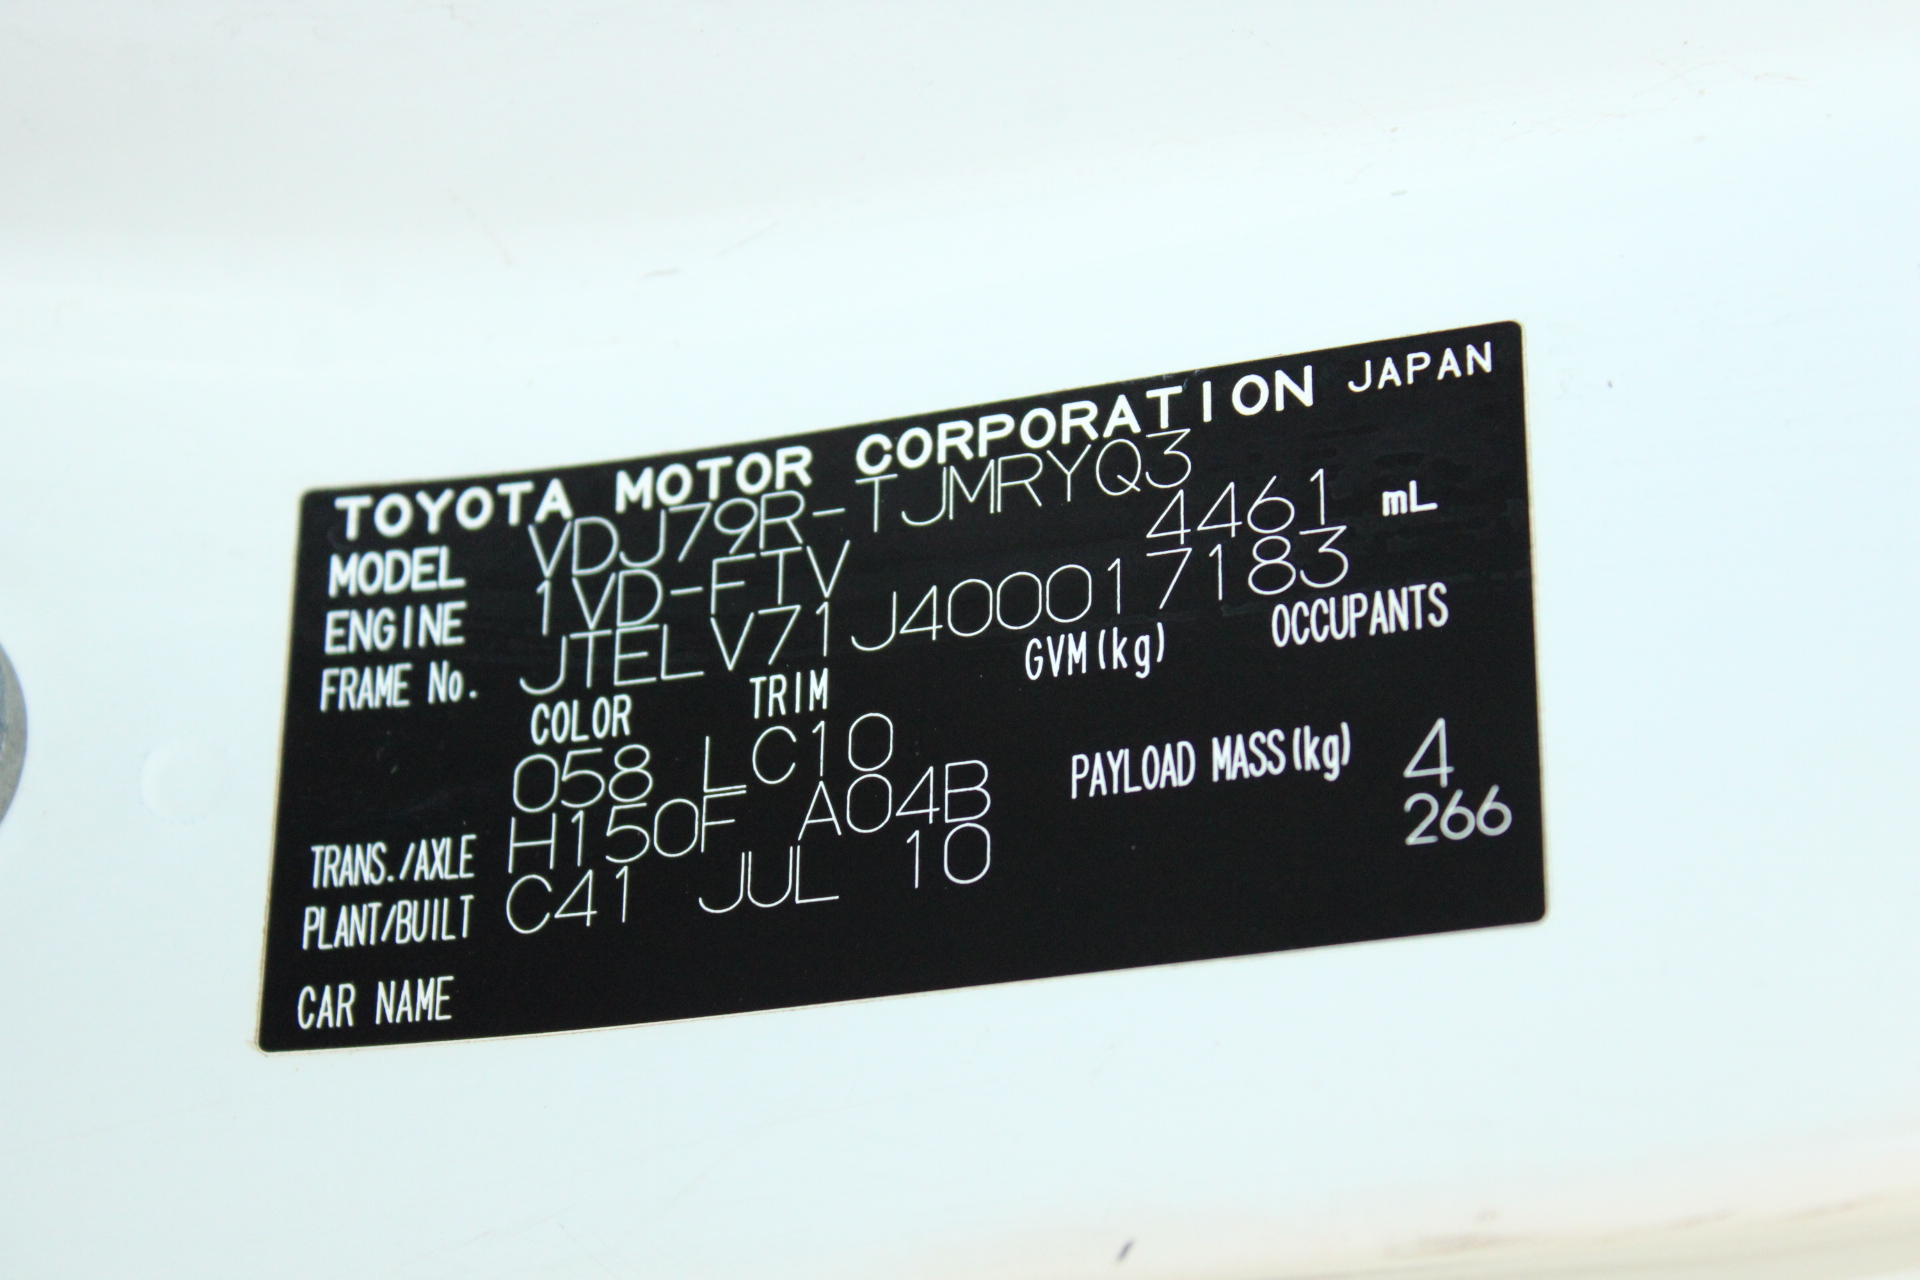 TOYOTA MOTOR CORPORATION JAPAN
MODEL VDJ79R-TJMRYQ3
ENGINE 1VD-FTV 4461 mL
FRAME No. JTELV71J400017183
COLOR TRIM GVM(kg) OCCUPANTS
058 LC10 4
TRANS./AXLE H150F A04B PAYLOAD MASS(kg) 266
PLANT/BUILT C41 JUL 10
CAR NAME